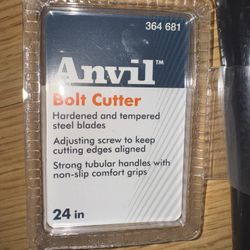 364 681
Anvil™
Bolt Cutter
Hardened and tempered
steel blades
Adjusting screw to keep
cutting edges aligned
Strong tubular handles with
non-slip comfort grips
24 in